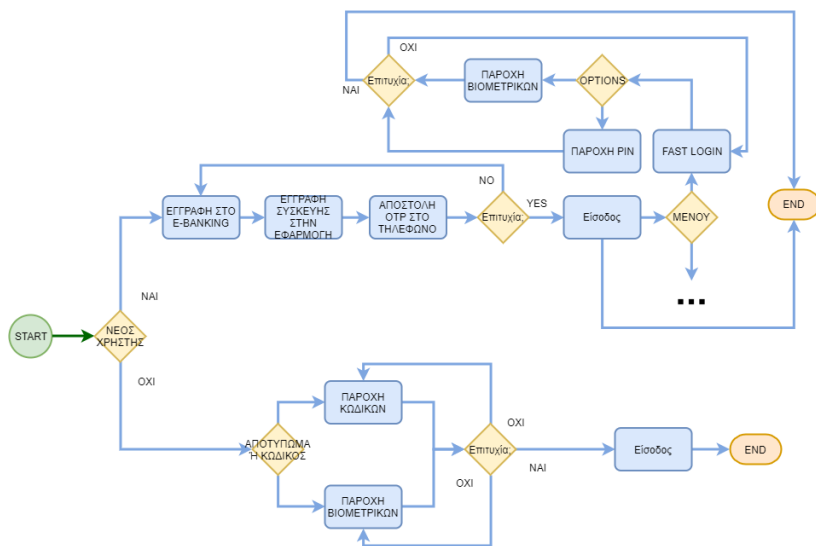 ΟΧΙ
Επιτυχία;
ΠΑΡΟΧΗ
ΒΙΟΜΕΤΡΙΚΩΝ
OPTIONS
ΝΑΙ
ΠΑΡΟΧΗ PIN
FAST LOGIN
NO
ΕΓΓΡΑΦΗ ΣΤΟ
E-BANKING
ΕΓΓΡΑΦΗ
ΣΥΣΚΕΥΗΣ
ΣΤΗΝ
ΕΦΑΡΜΟΓΗ
ΑΠΟΣΤΟΛΗ
OTP ΣΤΟ
ΤΗΛΕΦΩΝΟ
Επιτυχία;
YES
Είσοδος
ΜΕΝΟΥ
END
...
ΝΑΙ
START
ΝΕΟΣ
ΧΡΗΣΤΗΣ
ΟΧΙ
ΠΑΡΟΧΗ
ΚΩΔΙΚΩΝ
ΟΧΙ
ΑΠΟΤΥΠΩΜΑ
Ή ΚΩΔΙΚΟΣ
Επιτυχία;
ΝΑΙ
Είσοδος
END
ΟΧΙ
ΠΑΡΟΧΗ
ΒΙΟΜΕΤΡΙΚΩΝ